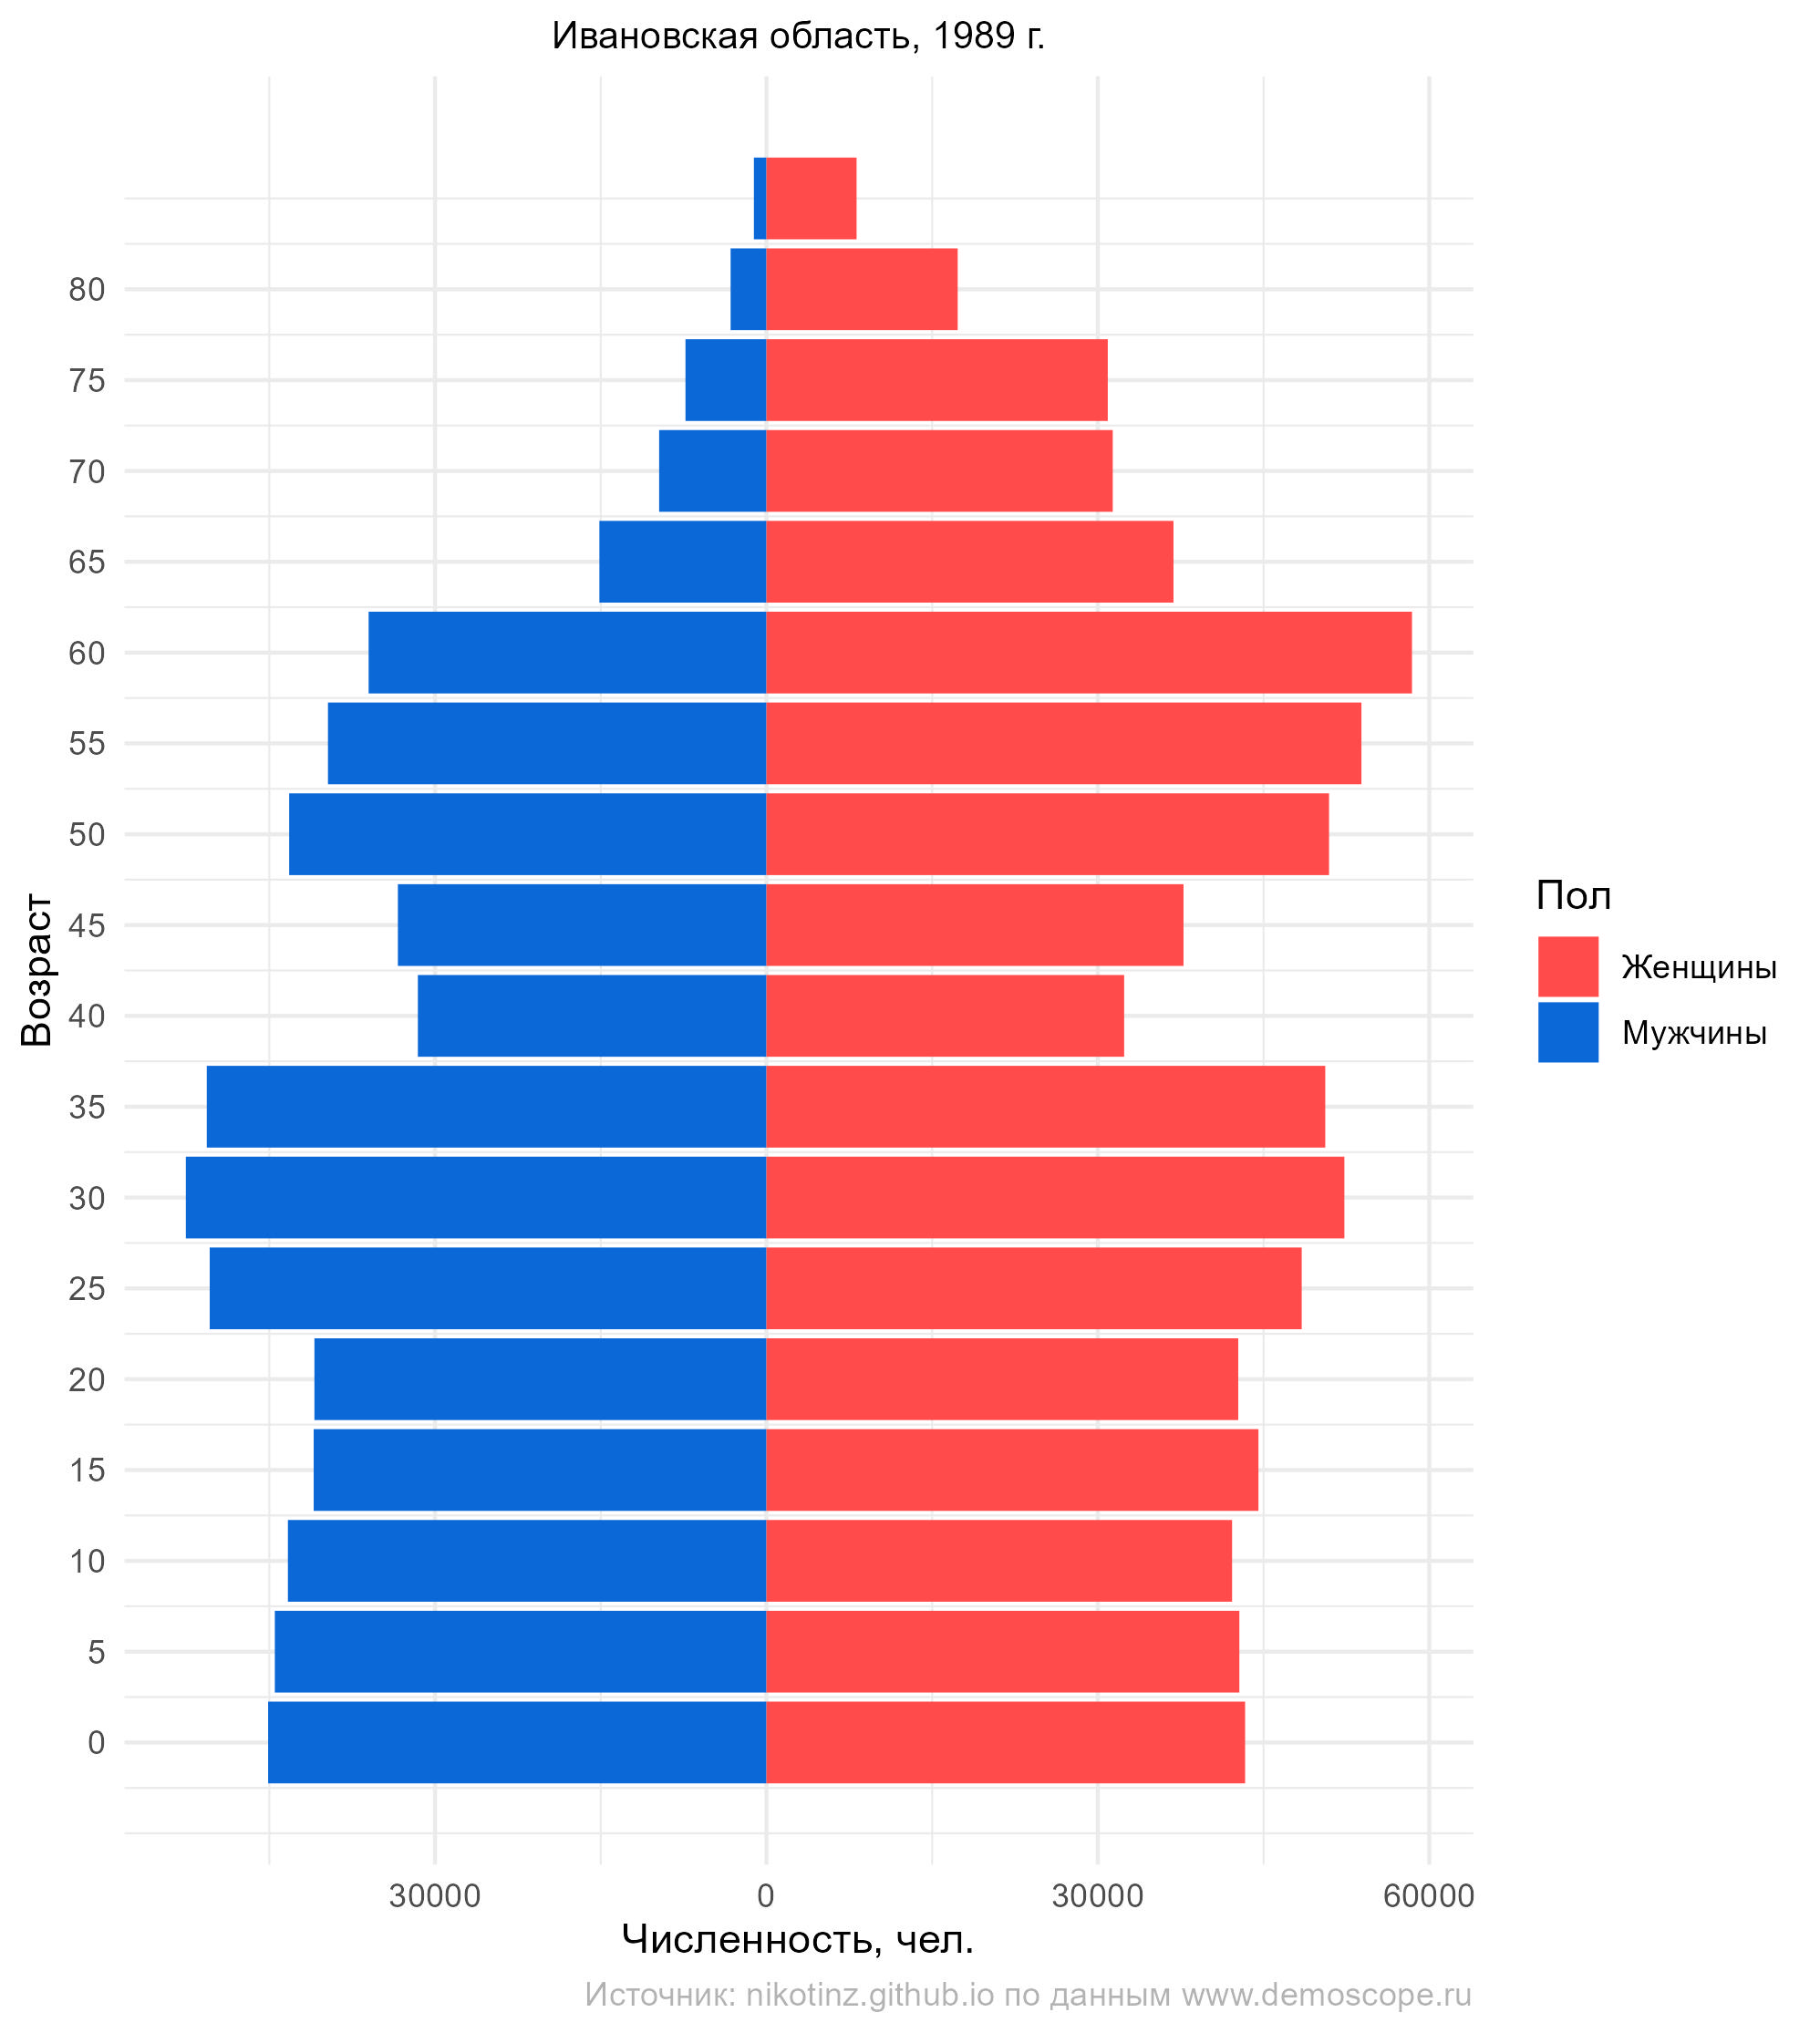 Ивановская область, 1989 г.
80
75
70
65
60
55
50
45
40
35
30
25
20
15
10
5
0
Возраст
30000 0 30000 60000
Численность, чел.
Источник: nikotinz.github.io по данным www.demoscope.ru
Пол
Женщины
Мужчины